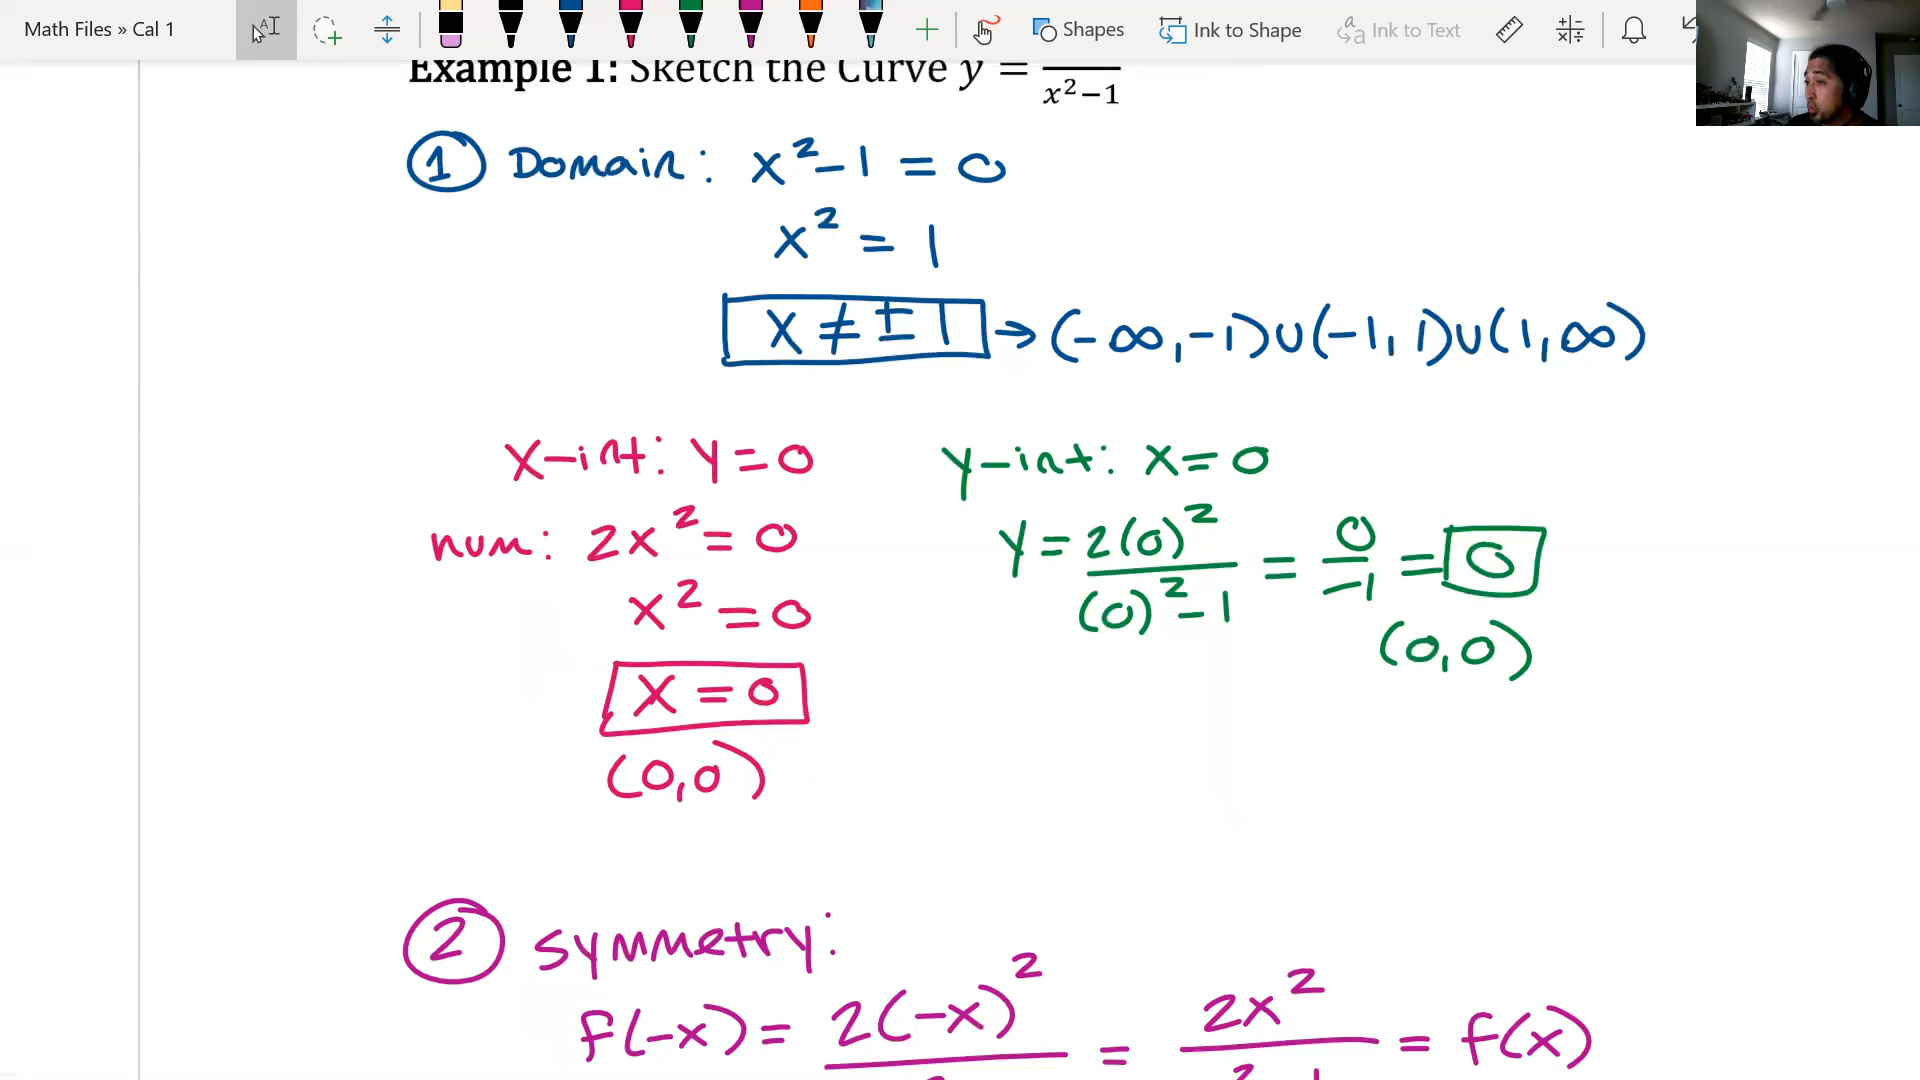 Math Files » Cal 1
Shapes
Ink to Shape
Ink to Text
Example 1: Sketch the Curve y = / x²−1
① Domain: x²−1 = 0
x² = 1
x ≠ ±1 → (−∞,−1)∪(−1,1)∪(1,∞)
x-int: y=0
num: 2x² = 0
x² = 0
x = 0
(0,0)
y-int: x=0
y = 2(0)² / (0)²−1 = 0/−1 = 0
(0,0)
② Symmetry:
f(−x) = 2(−x)² / = 2x² / = f(x)